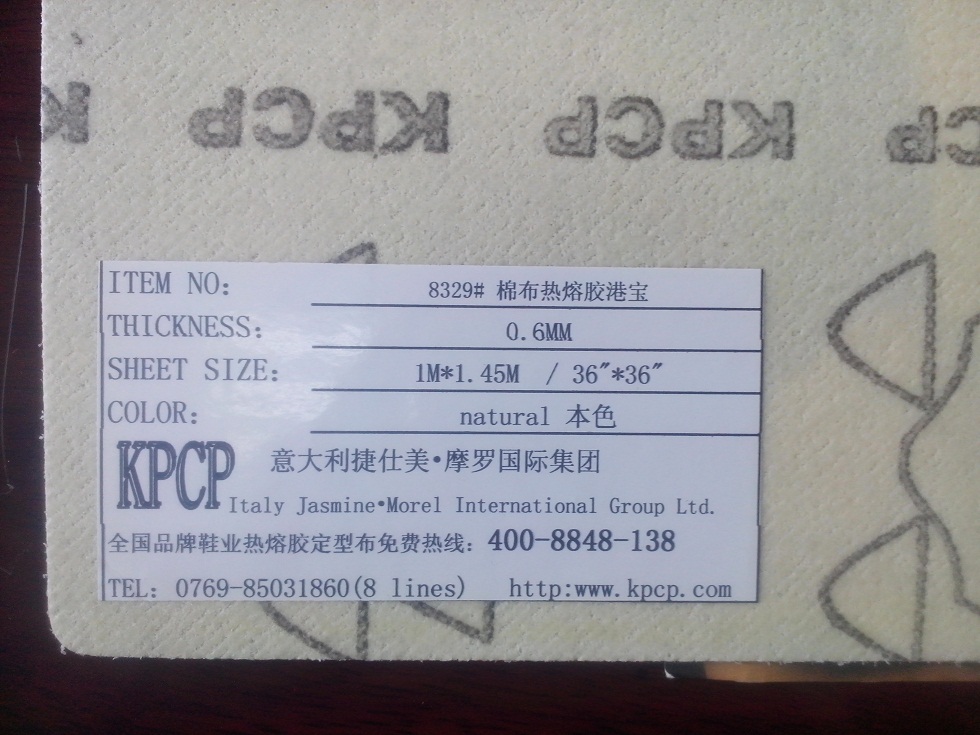 KPCP KPCP
ITEM NO: 8329# 棉布热熔胶港宝
THICKNESS: 0.6MM
SHEET SIZE: 1M*1.45M / 36″*36″
COLOR: natural 本色
KPCP 意大利捷仕美•摩罗国际集团
Italy Jasmine•Morel International Group Ltd.
全国品牌鞋业热熔胶定型布免费热线: 400-8848-138
TEL: 0769-85031860(8 lines) http:www.kpcp.com